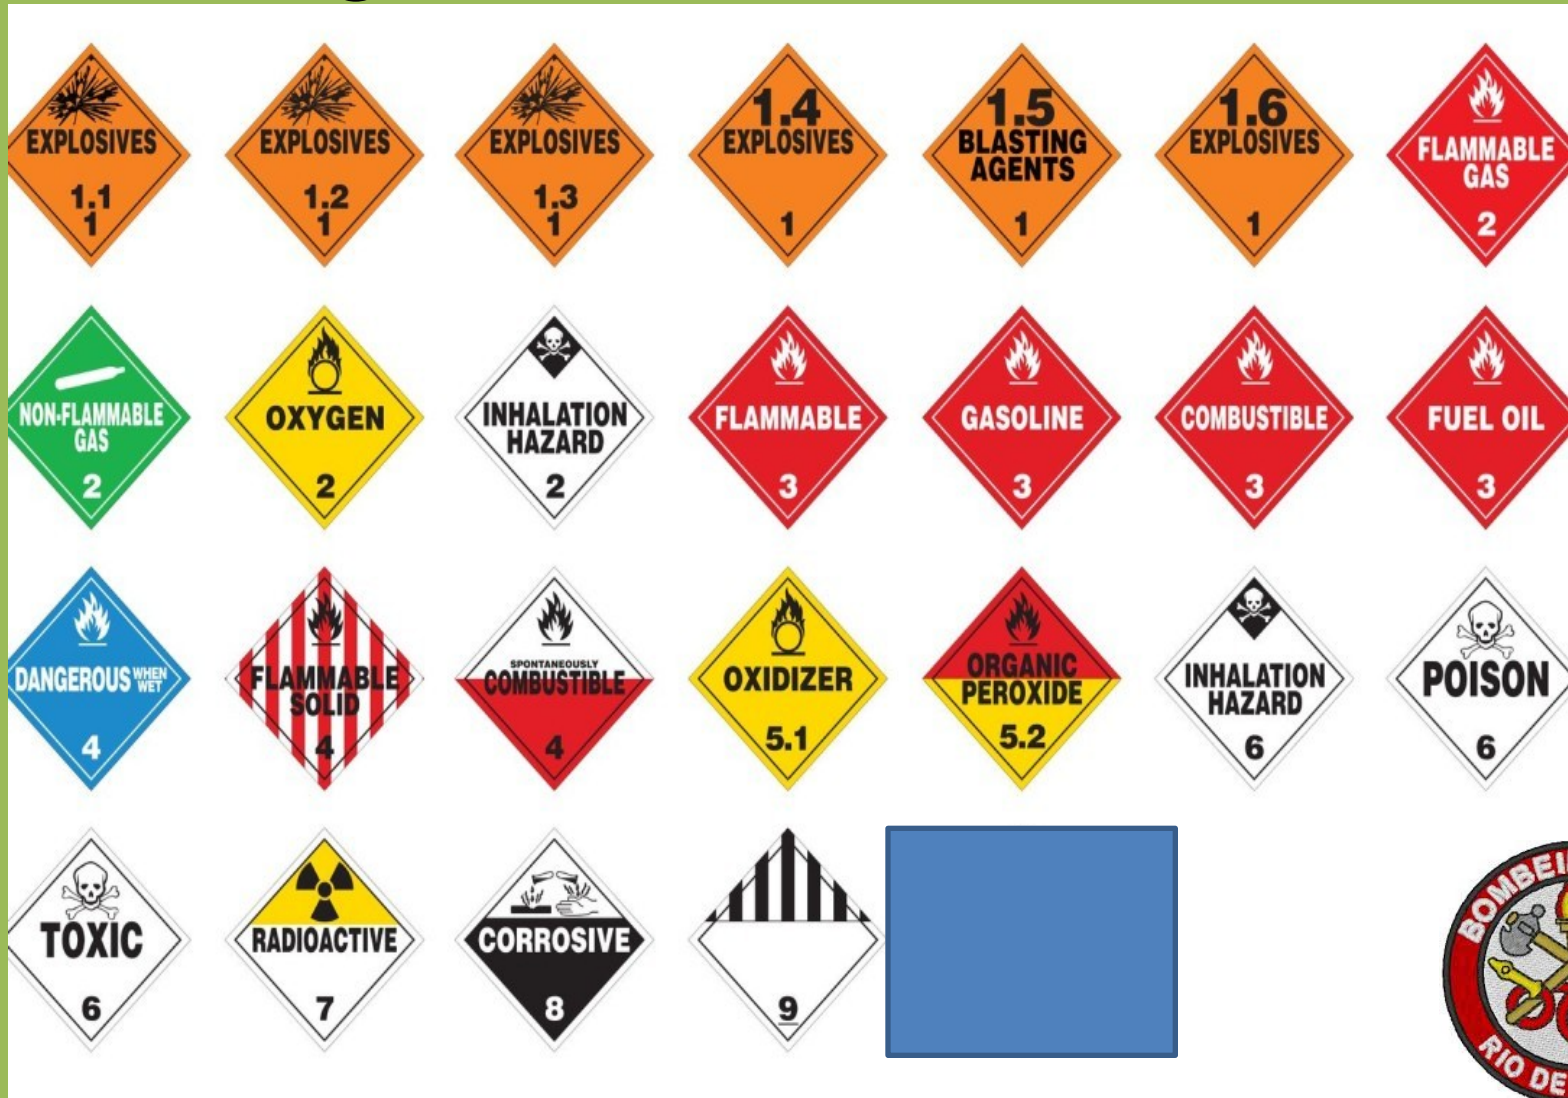 EXPLOSIVES
1.1
1
EXPLOSIVES
1.2
1
EXPLOSIVES
1.3
1
1.4
EXPLOSIVES
1
1.5
BLASTING
AGENTS
1
1.6
EXPLOSIVES
1
FLAMMABLE
GAS
2
NON-FLAMMABLE
GAS
2
OXYGEN
2
INHALATION
HAZARD
2
FLAMMABLE
3
GASOLINE
3
COMBUSTIBLE
3
FUEL OIL
3
DANGEROUS WHEN WET
4
FLAMMABLE
SOLID
4
SPONTANEOUSLY
COMBUSTIBLE
4
OXIDIZER
5.1
ORGANIC
PEROXIDE
5.2
INHALATION
HAZARD
6
POISON
6
TOXIC
6
RADIOACTIVE
7
CORROSIVE
8
9
RIO DE